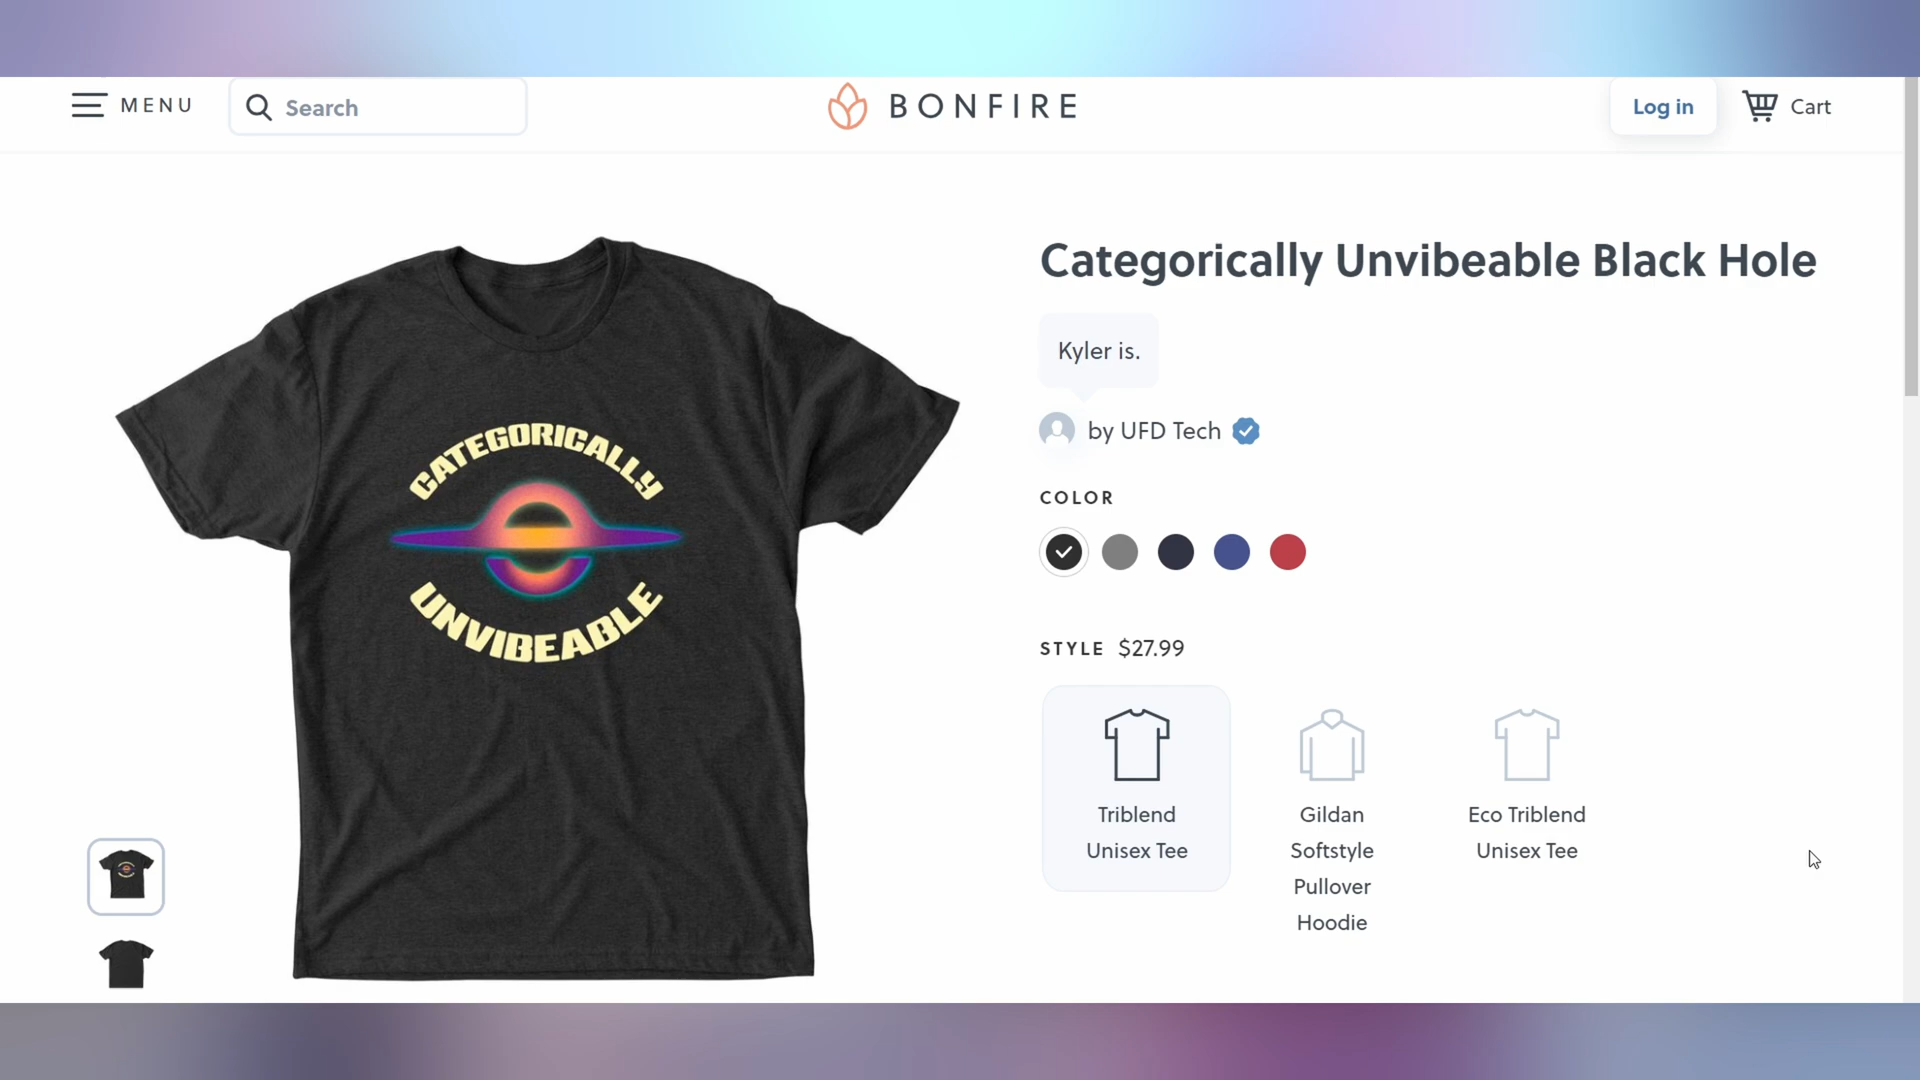 MENU
Search
BONFIRE
Log in
Cart
CATEGORICALLY
UNVIBEABLE
Categorically Unvibeable Black Hole
Kyler is.
by UFD Tech
COLOR
STYLE $27.99
Triblend
Unisex Tee
Gildan
Softstyle
Pullover
Hoodie
Eco Triblend
Unisex Tee